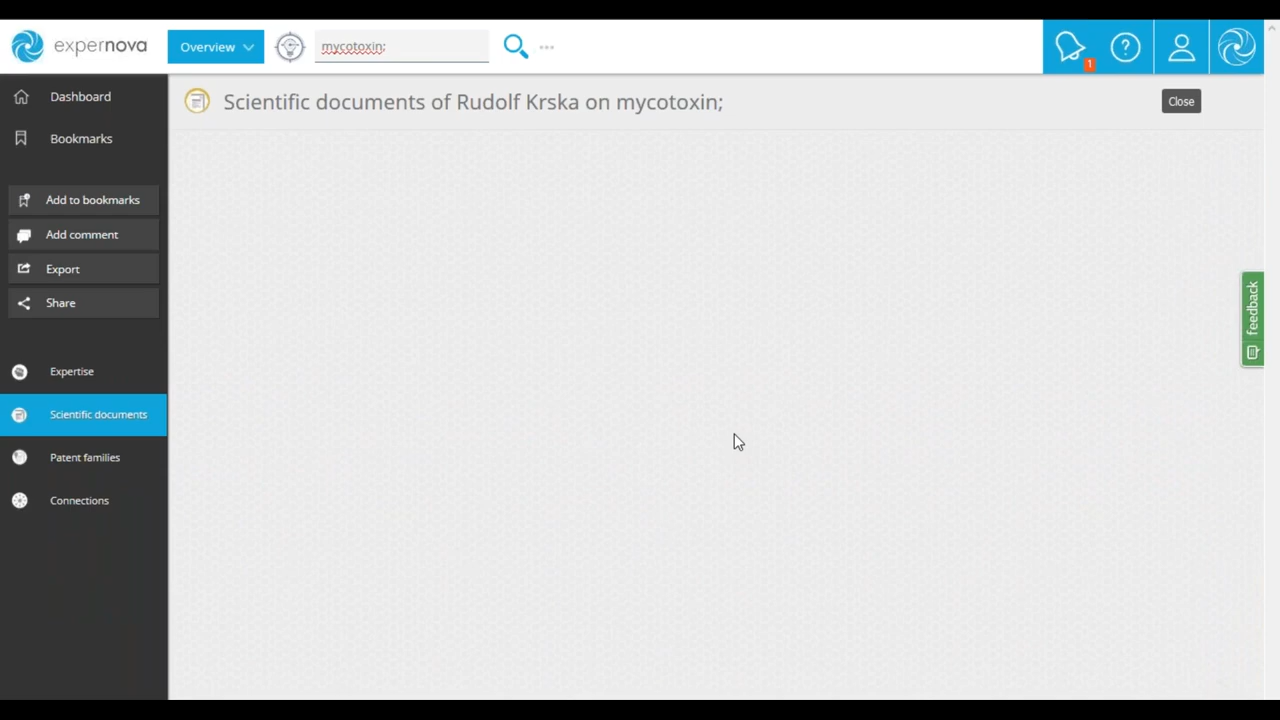 expernova
Overview
mycotoxin;
1
Dashboard
Bookmarks
Scientific documents of Rudolf Krska on mycotoxin;
Close
Add to bookmarks
Add comment
Export
Share
Expertise
Scientific documents
Patent families
Connections
feedback